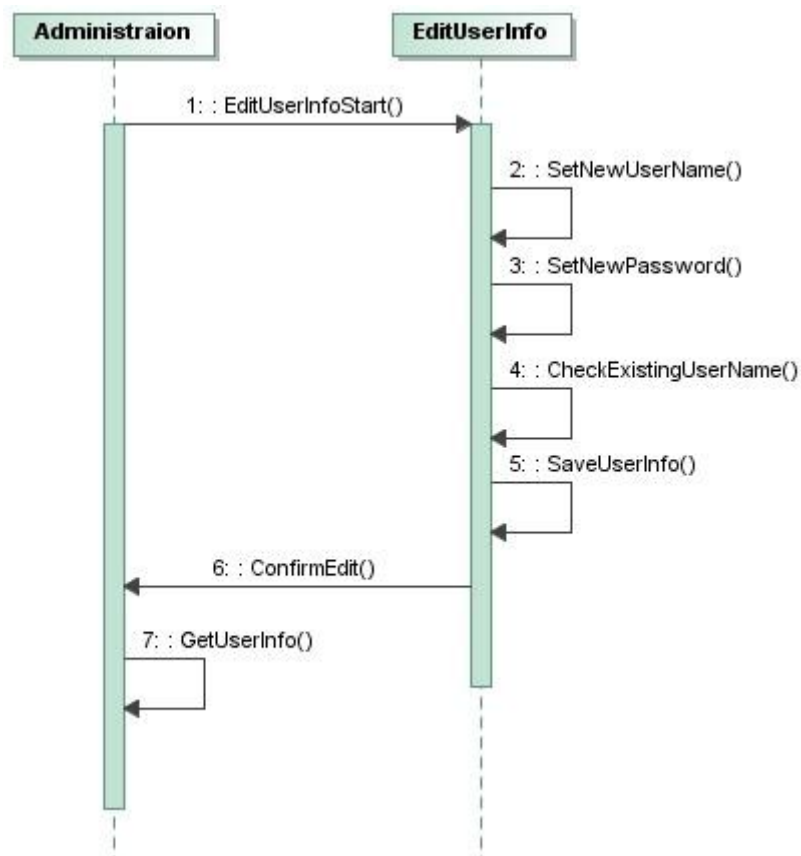 Administraion
EditUserInfo
1: : EditUserInfoStart()
2: : SetNewUserName()
3: : SetNewPassword()
4: : CheckExistingUserName()
5: : SaveUserInfo()
6: : ConfirmEdit()
7: : GetUserInfo()